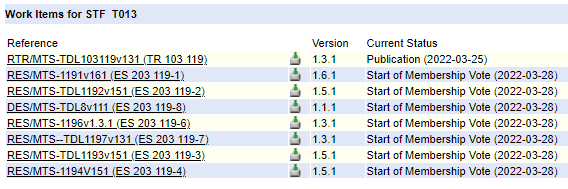 Work Items for STF T013
Reference Version Current Status
RTR/MTS-TDL103119v131 (TR 103 119) 1.3.1 Publication (2022-03-25)
RES/MTS-1191v161 (ES 203 119-1) 1.6.1 Start of Membership Vote (2022-03-28)
RES/MTS-TDL1192v151 (ES 203 119-2) 1.5.1 Start of Membership Vote (2022-03-28)
DES/MTS-TDL8v111 (ES 203 119-8) 1.1.1 Start of Membership Vote (2022-03-28)
RES/MTS-1196v1.3.1 (ES 203 119-6) 1.3.1 Start of Membership Vote (2022-03-28)
RES/MTS--TDL1197v131 (ES 203 119-7) 1.3.1 Start of Membership Vote (2022-03-28)
RES/MTS-TDL1193v151 (ES 203 119-3) 1.5.1 Start of Membership Vote (2022-03-28)
RES/MTS-1194V151 (ES 203 119-4) 1.5.1 Start of Membership Vote (2022-03-28)